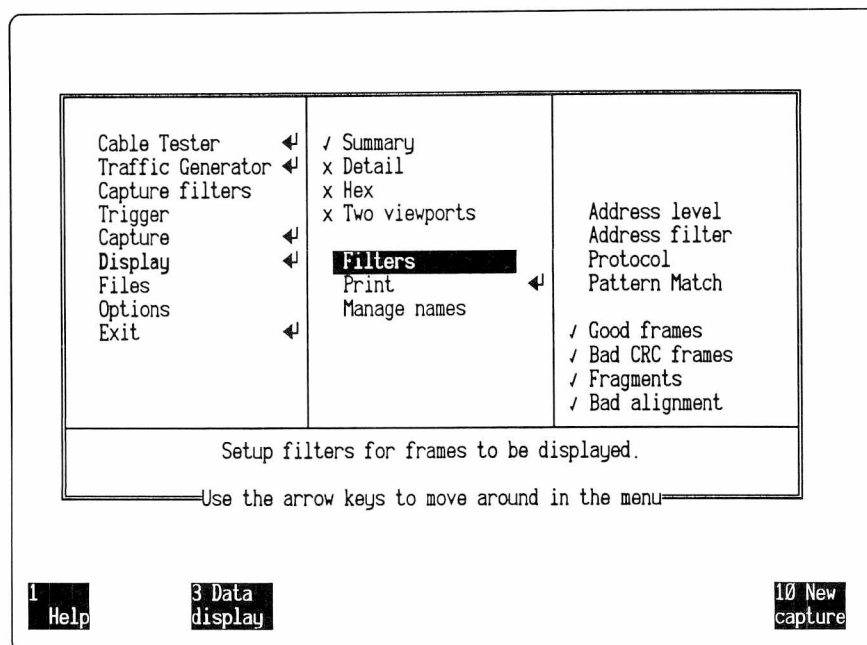 Cable Tester ↲
Traffic Generator ↲
Capture filters
Trigger
Capture ↲
Display ↲
Files
Options
Exit ↲
√ Summary
x Detail
x Hex
x Two viewports
Filters
Print ↲
Manage names
Address level
Address filter
Protocol
Pattern Match
√ Good frames
√ Bad CRC frames
√ Fragments
√ Bad alignment
Setup filters for frames to be displayed.
Use the arrow keys to move around in the menu
1
Help
3 Data
display
10 New
capture